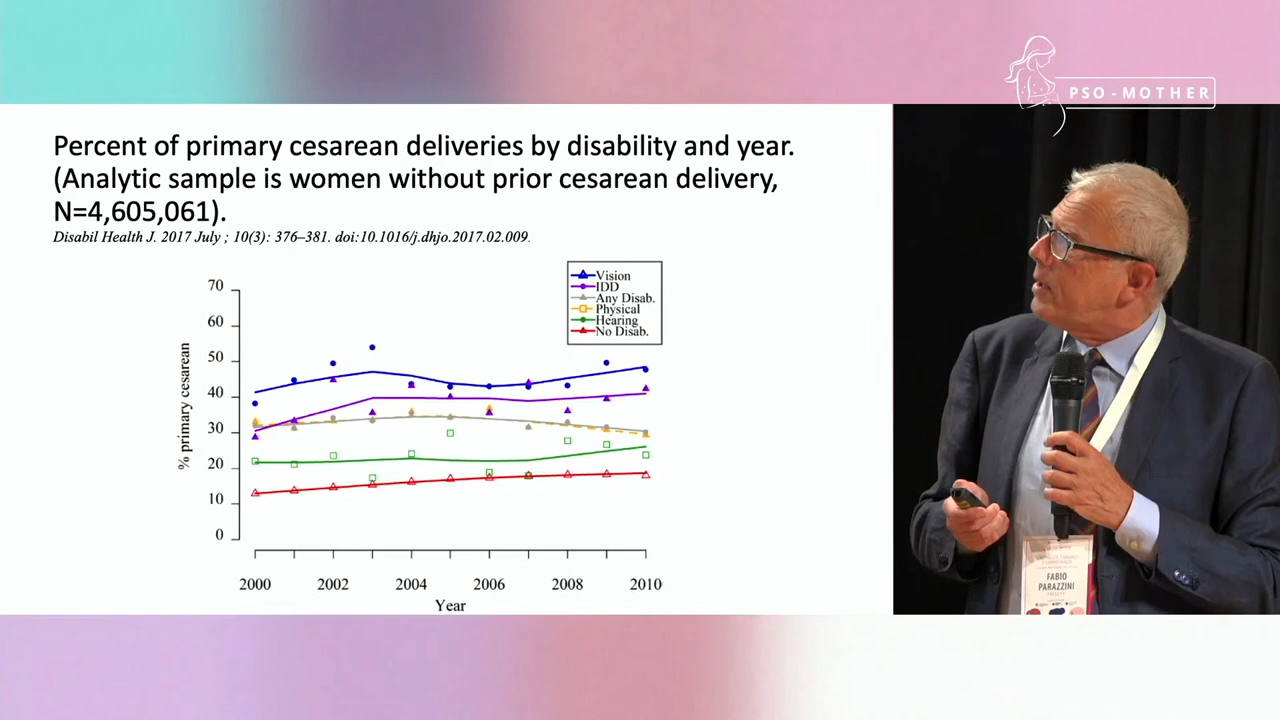 PSO-MOTHER
Percent of primary cesarean deliveries by disability and year.
(Analytic sample is women without prior cesarean delivery,
N=4,605,061).
Disabil Health J. 2017 July ; 10(3): 376–381. doi:10.1016/j.dhjo.2017.02.009.
Vision
IDD
Any Disab.
Physical
Hearing
No Disab.
70
60
50
40
30
20
10
0
% primary cesarean
2000 2002 2004 2006 2008 2010
Year
FABIO
PARAZZINI